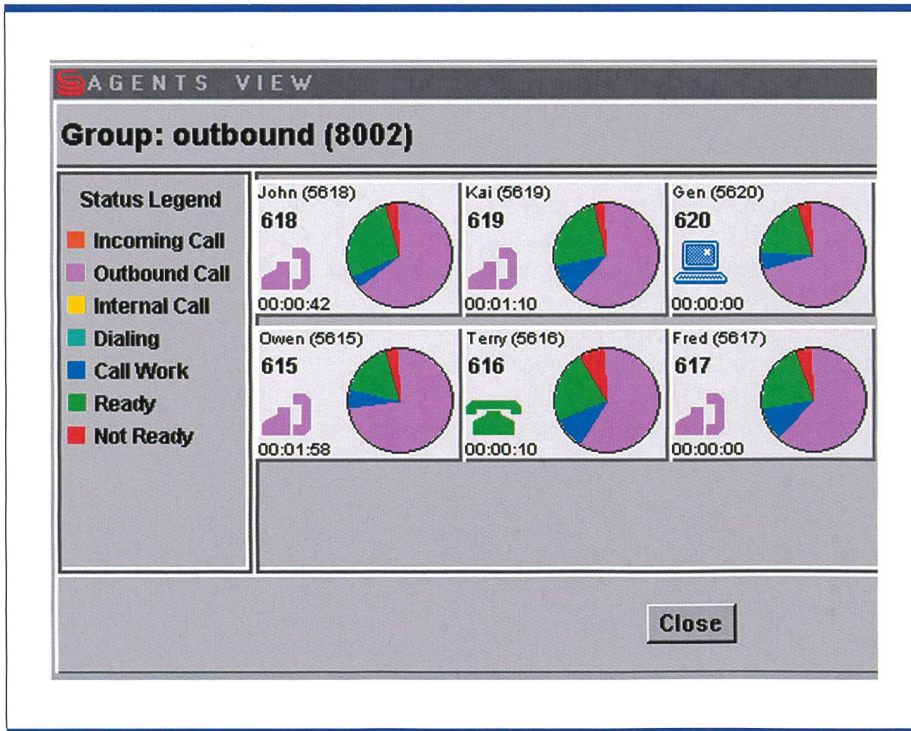 AGENTS VIEW
Group: outbound (8002)
Status Legend
Incoming Call
Outbound Call
Internal Call
Dialing
Call Work
Ready
Not Ready
John (5618)
618
00:00:42
Kai (5619)
619
00:01:10
Gen (5620)
620
00:00:00
Owen (5615)
615
00:01:58
Terry (5616)
616
00:00:10
Fred (5617)
617
00:00:00
Close